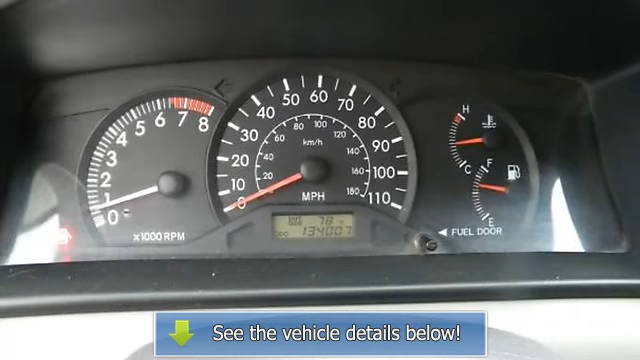 0 1 2 3 4 5 6 7 8
x1000 RPM
0 10 20 30 40 50 60 70 80 90 100 110
20 40 60 80 100 120 140 160 180
km/h
MPH
78
ODO 134007
H
C
F
E
◄ FUEL DOOR
See the vehicle details below!